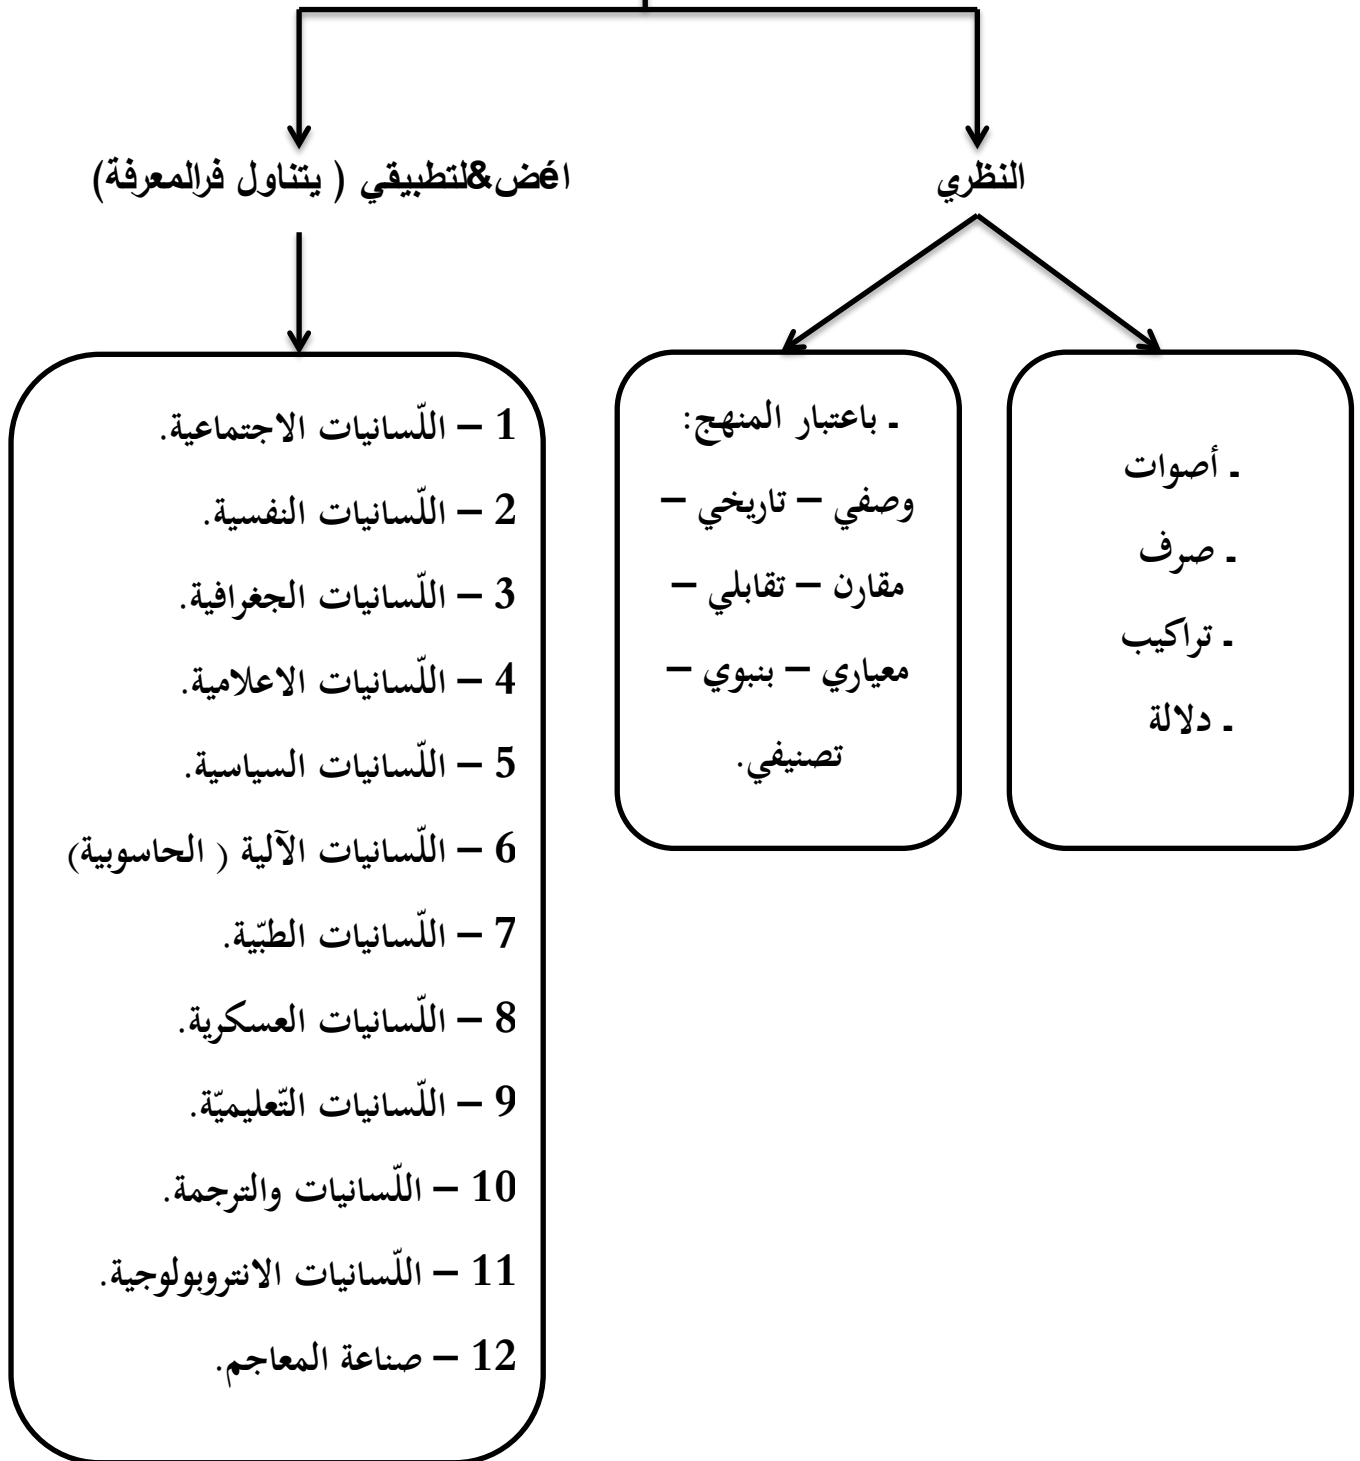 النظري
اéض&لتطبيقي ( يتناول فرالمعرفة)
ـ أصوات
ـ صرف
ـ تراكيب
ـ دلالة
ـ باعتبار المنهج:
وصفي – تاريخي –
مقارن – تقابلي –
معياري – بنبوي –
تصنيفي.
1 – اللّسانيات الاجتماعية.
2 – اللّسانيات النفسية.
3 – اللّسانيات الجغرافية.
4 – اللّسانيات الاعلامية.
5 – اللّسانيات السياسية.
6 – اللّسانيات الآلية ( الحاسوبية)
7 – اللّسانيات الطبّية.
8 – اللّسانيات العسكرية.
9 – اللّسانيات التّعليميّة.
10 – اللّسانيات والترجمة.
11 – اللّسانيات الانتروبولوجية.
12 – صناعة المعاجم.